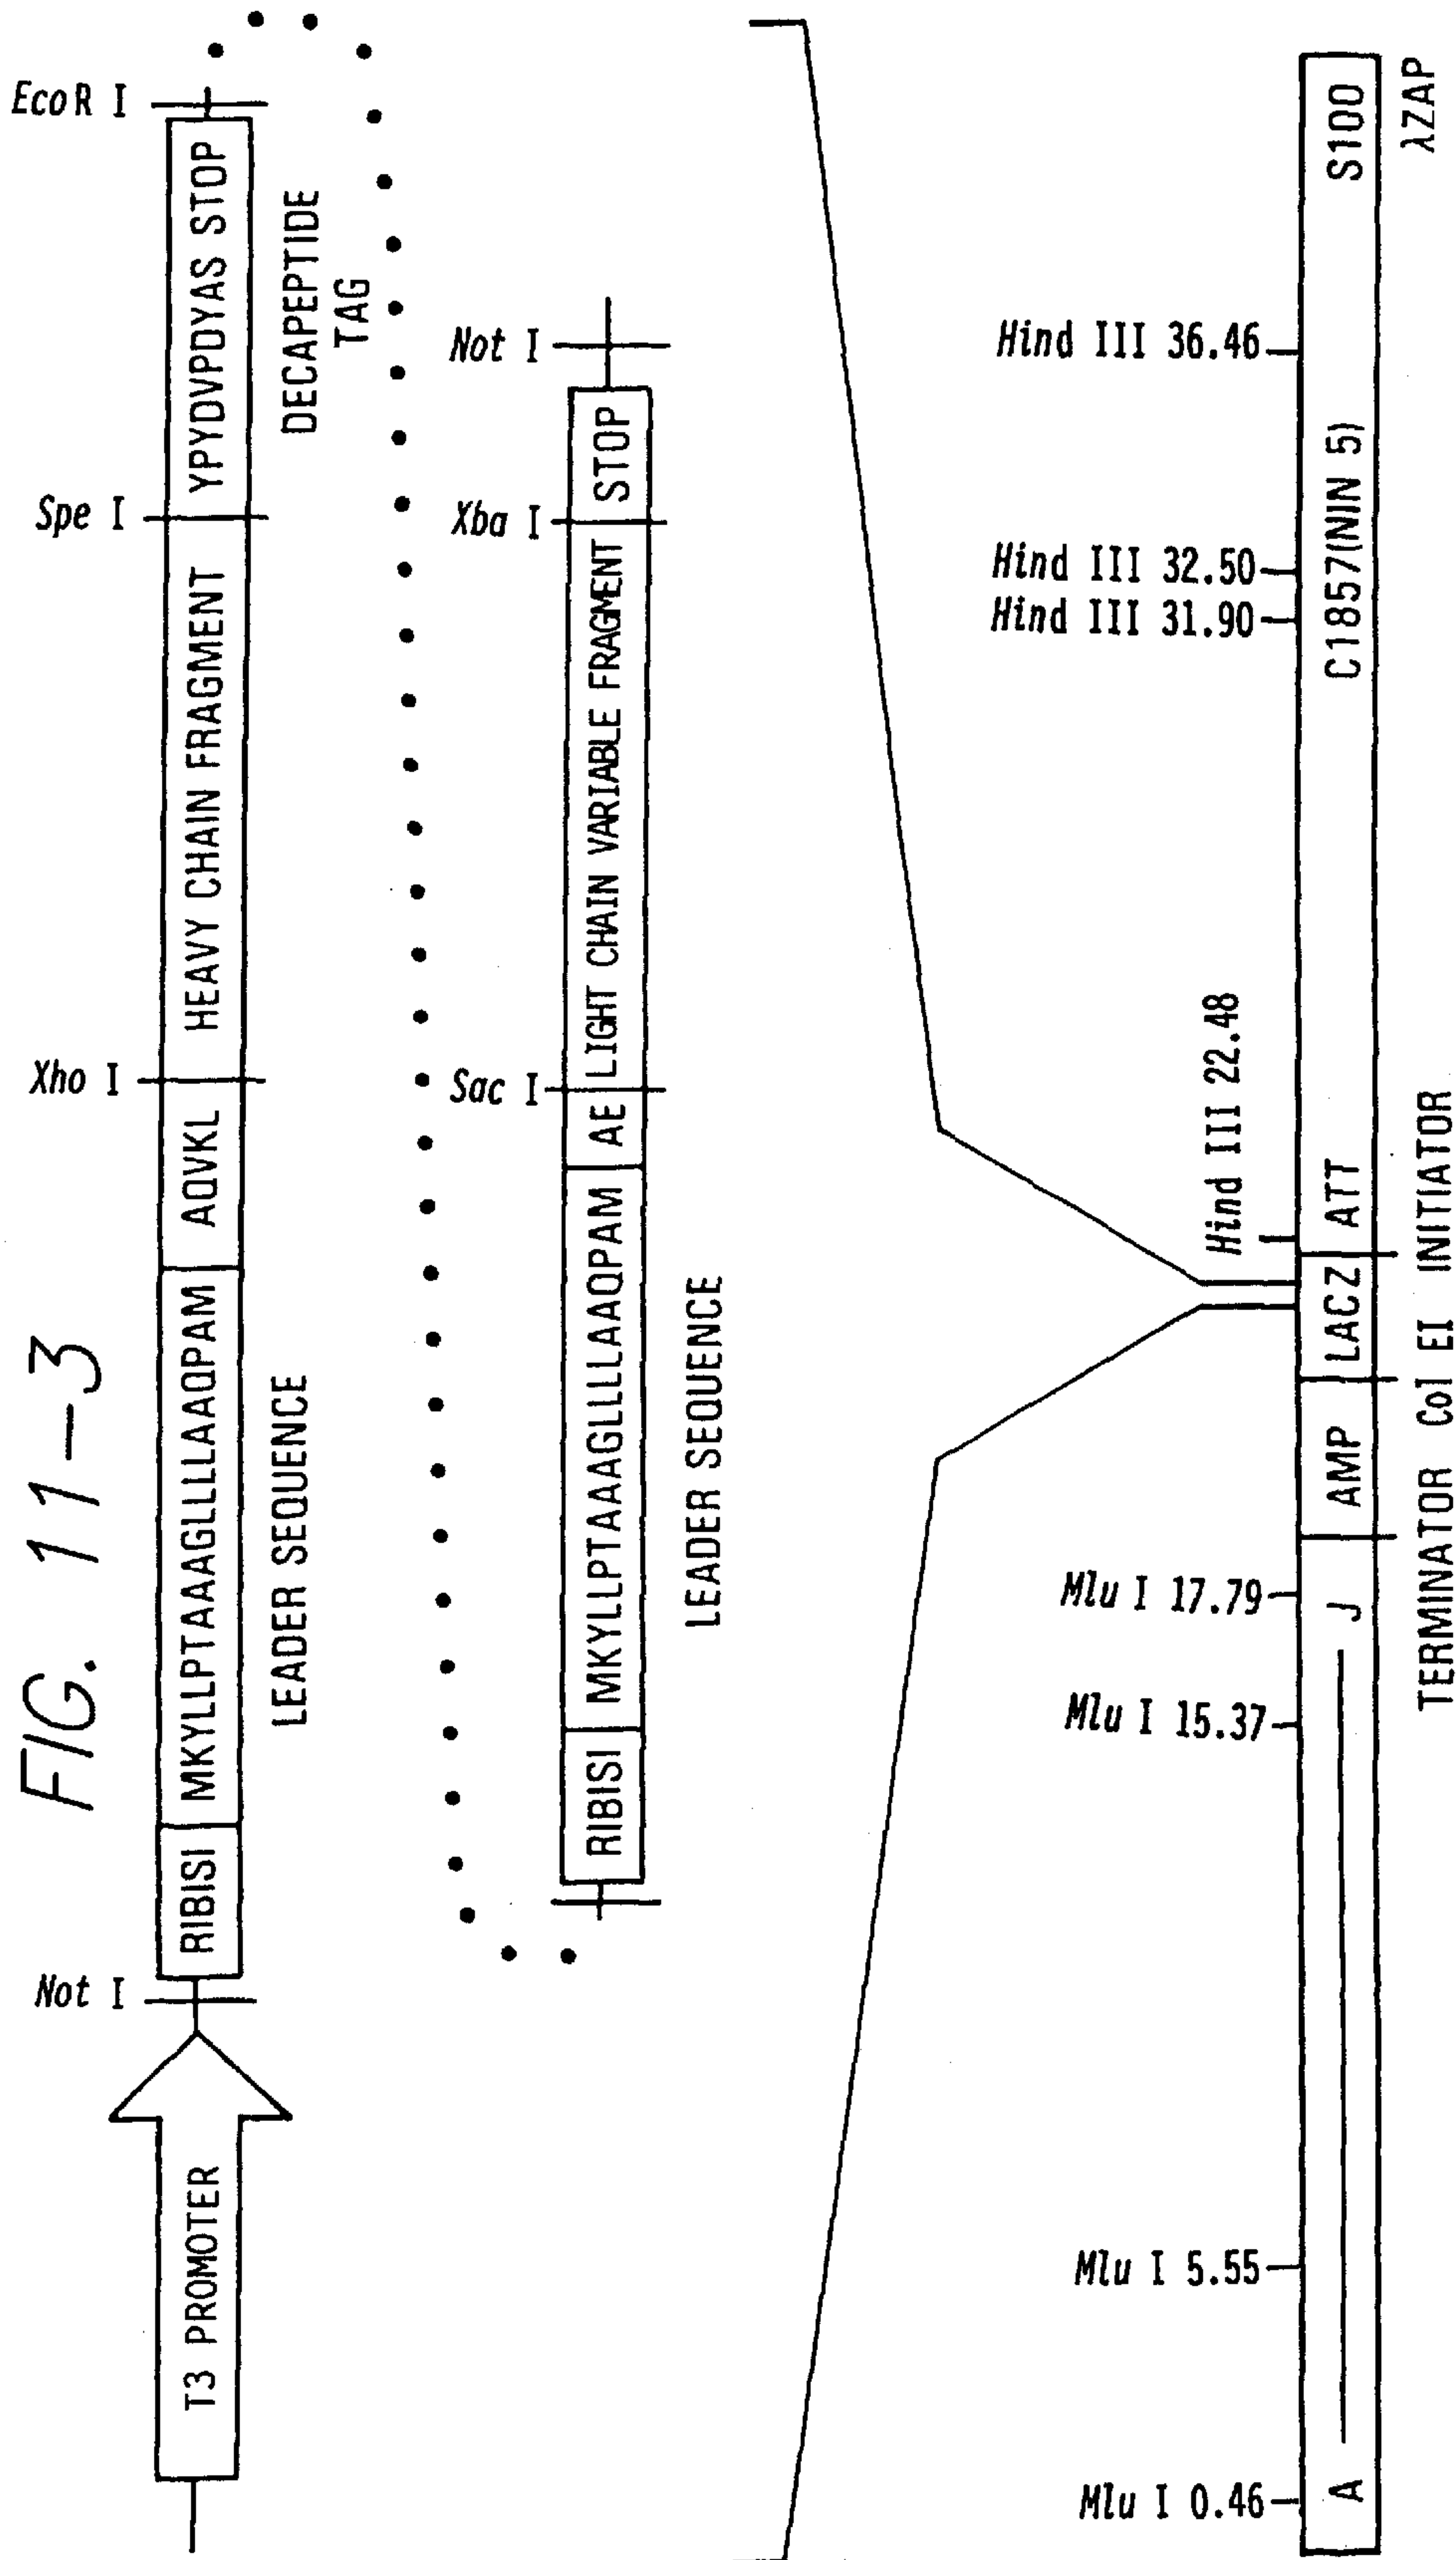 FIG. 11-3
Not I
Xho I
Spe I
EcoR I
T3 PROMOTER
RIBISI
MKYLLPTAAAGLLLLAAQPAM
AQVKL
HEAVY CHAIN FRAGMENT
YPYDVPDYAS STOP
LEADER SEQUENCE
DECAPEPTIDE
TAG
Sac I
Xba I
Not I
RIBISI
MKYLLPTAAAGLLLLAAQPAM
AE
LIGHT CHAIN VARIABLE FRAGMENT
STOP
LEADER SEQUENCE
Mlu I 0.46
Mlu I 5.55
Mlu I 15.37
Mlu I 17.79
Hind III 22.48
Hind III 31.90
Hind III 32.50
Hind III 36.46
A
J
AMP
LACZ
ATT
C1857(NIN 5)
S100
TERMINATOR Col EI INITIATOR
λZAP